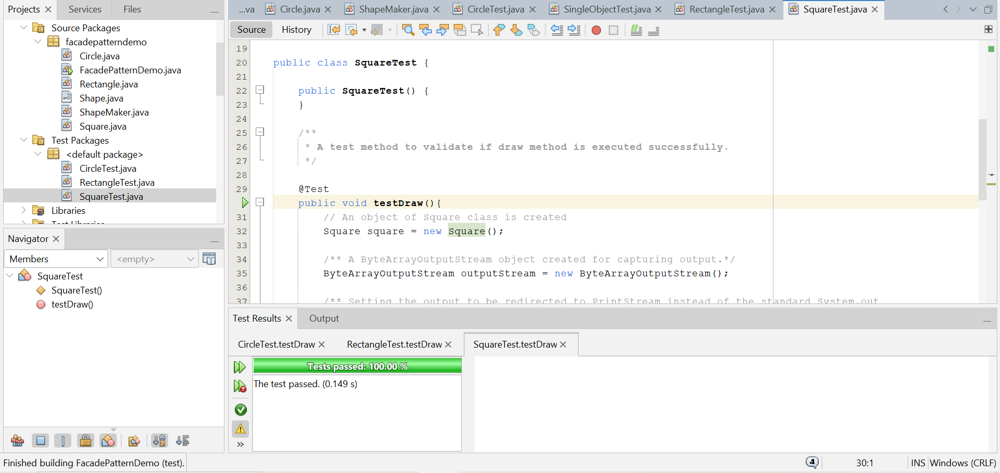 Projects
Services
Files
...va
Circle.java
ShapeMaker.java
CircleTest.java
SingleObjectTest.java
RectangleTest.java
SquareTest.java
Source
History
Source Packages
facadepatterndemo
Circle.java
FacadePatternDemo.java
Rectangle.java
Shape.java
ShapeMaker.java
Square.java
Test Packages
<default package>
CircleTest.java
RectangleTest.java
SquareTest.java
Libraries
Test Libraries
Navigator
Members
<empty>
SquareTest
SquareTest()
testDraw()
19
20 public class SquareTest {
21
22 public SquareTest() {
23 }
24
25 /**
26 * A test method to validate if draw method is executed successfully.
27 */
28
29 @Test
public void testDraw(){
31 // An object of Square class is created
32 Square square = new Square();
33
34 /** A ByteArrayOutputStream object created for capturing output.*/
35 ByteArrayOutputStream outputStream = new ByteArrayOutputStream();
36
37 /** Setting the output to be redirected to PrintStream instead of the standard System.out
Test Results
Output
CircleTest.testDraw
RectangleTest.testDraw
SquareTest.testDraw
Tests passed: 100.00 %
The test passed. (0.149 s)
Finished building FacadePatternDemo (test).
4
30:1
INS
Windows (CRLF)